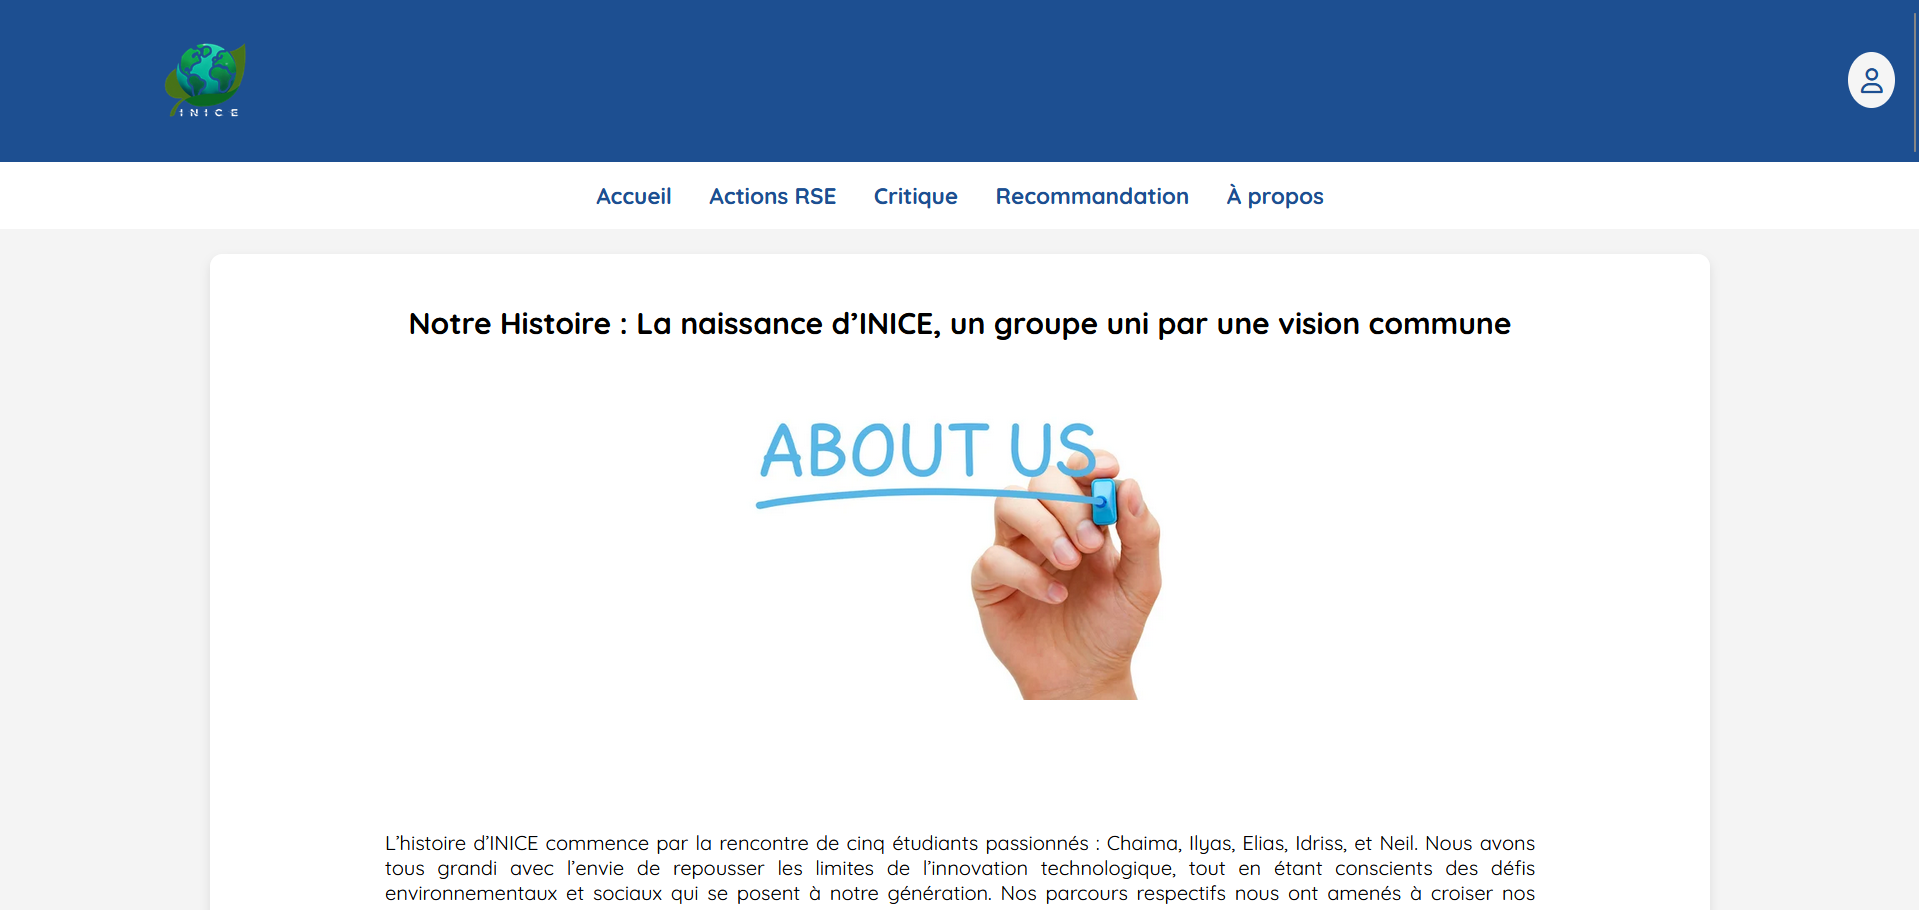 INICE
Accueil Actions RSE Critique Recommandation À propos
Notre Histoire : La naissance d’INICE, un groupe uni par une vision commune
ABOUT US
L’histoire d’INICE commence par la rencontre de cinq étudiants passionnés : Chaima, Ilyas, Elias, Idriss, et Neil. Nous avons
tous grandi avec l’envie de repousser les limites de l’innovation technologique, tout en étant conscients des défis
environnementaux et sociaux qui se posent à notre génération. Nos parcours respectifs nous ont amenés à croiser nos